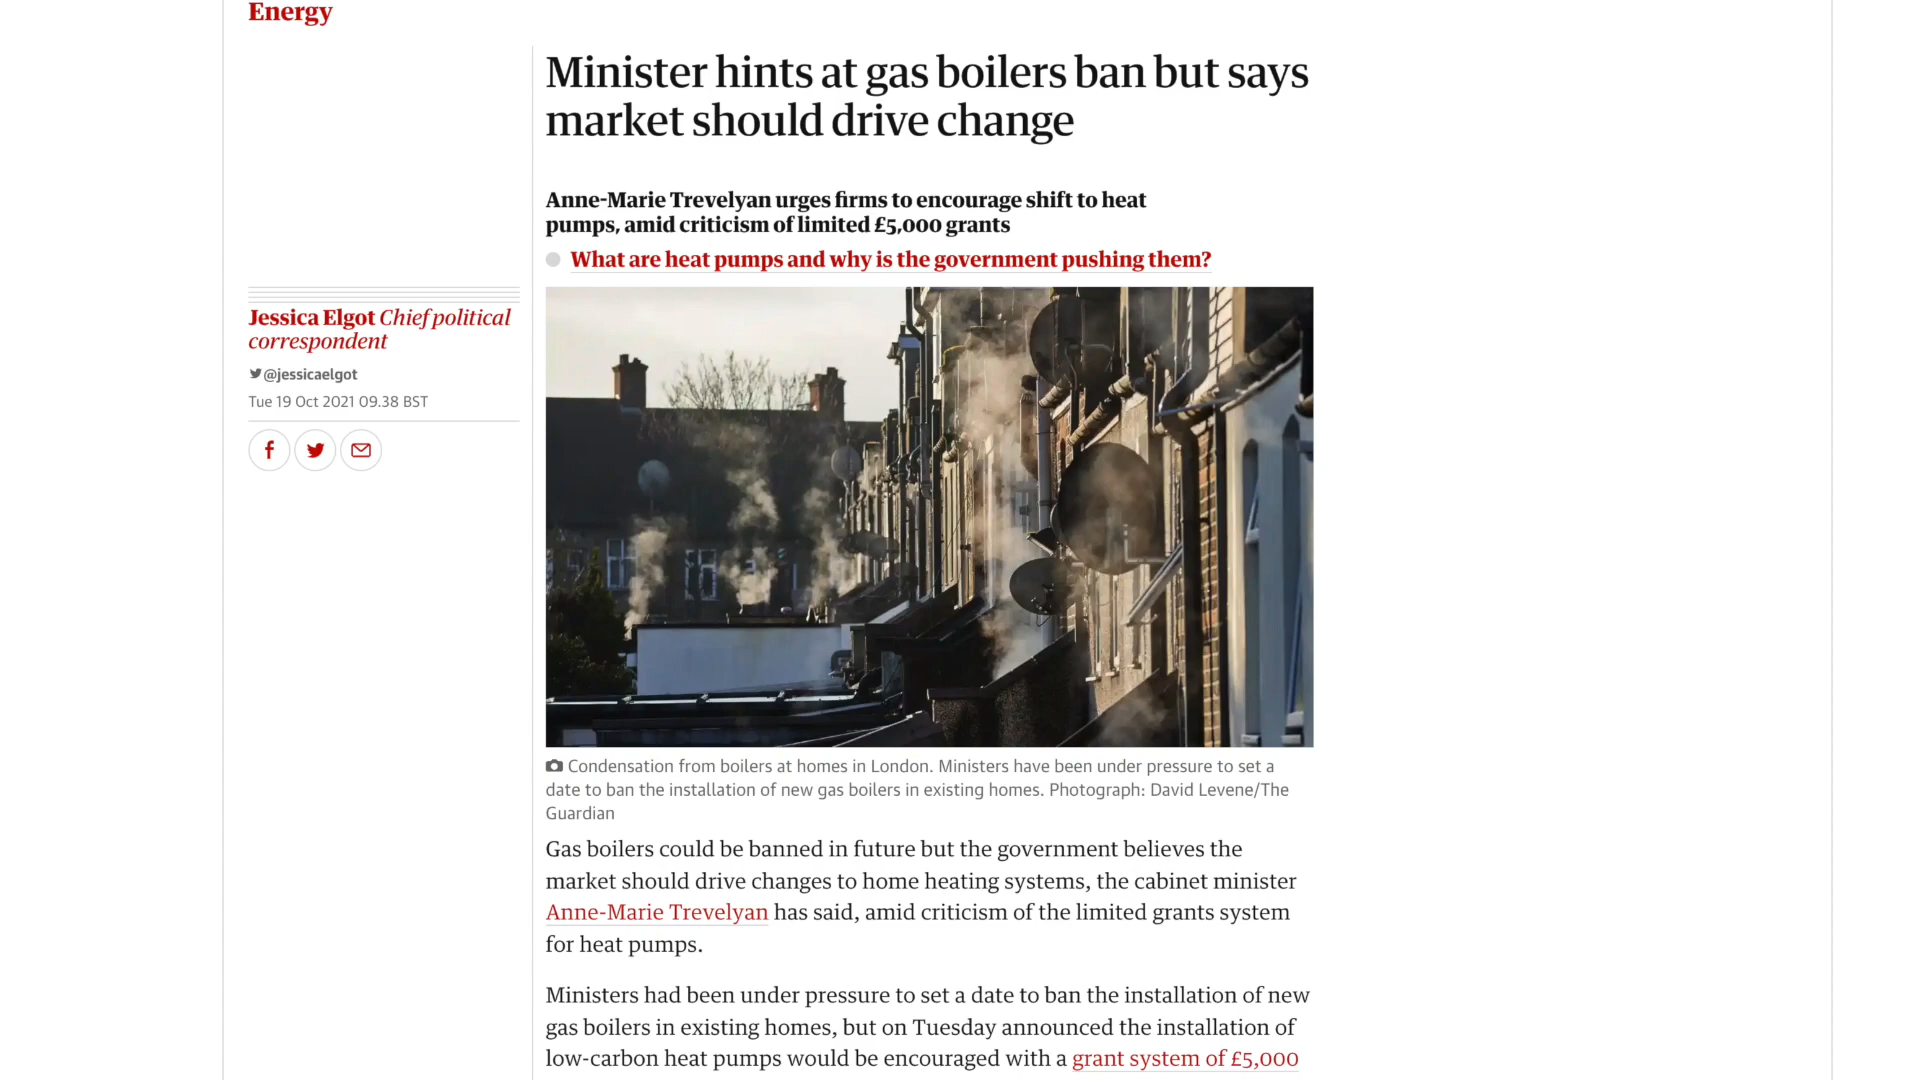 Energy
Minister hints at gas boilers ban but says
market should drive change
Anne-Marie Trevelyan urges firms to encourage shift to heat
pumps, amid criticism of limited £5,000 grants
What are heat pumps and why is the government pushing them?
Jessica Elgot Chief political
correspondent
@jessicaelgot
Tue 19 Oct 2021 09.38 BST
Condensation from boilers at homes in London. Ministers have been under pressure to set a
date to ban the installation of new gas boilers in existing homes. Photograph: David Levene/The
Guardian
Gas boilers could be banned in future but the government believes the
market should drive changes to home heating systems, the cabinet minister
Anne-Marie Trevelyan has said, amid criticism of the limited grants system
for heat pumps.
Ministers had been under pressure to set a date to ban the installation of new
gas boilers in existing homes, but on Tuesday announced the installation of
low-carbon heat pumps would be encouraged with a grant system of £5,000